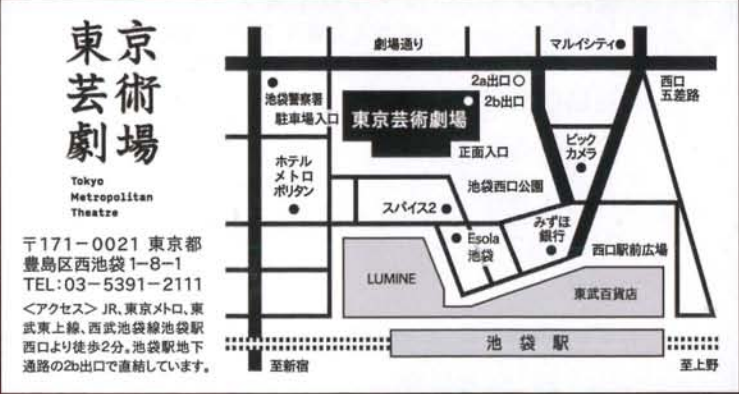 東京
芸術
劇場
Tokyo
Metropolitan
Theatre
〒171-0021 東京都
豊島区西池袋1-8-1
TEL:03-5391-2111
<アクセス> JR、東京メトロ、東
武東上線、西武池袋線池袋駅
西口より徒歩2分。池袋駅地下
通路の2b出口で直結しています。
劇場通り
マルイシティ
池袋警察署
2a出口
2b出口
西口
五差路
駐車場入口
東京芸術劇場
正面入口
ビック
カメラ
ホテル
メトロ
ポリタン
池袋西口公園
スパイス2
Esola
池袋
みずほ
銀行
西口駅前広場
LUMINE
東武百貨店
池袋駅
至新宿
至上野